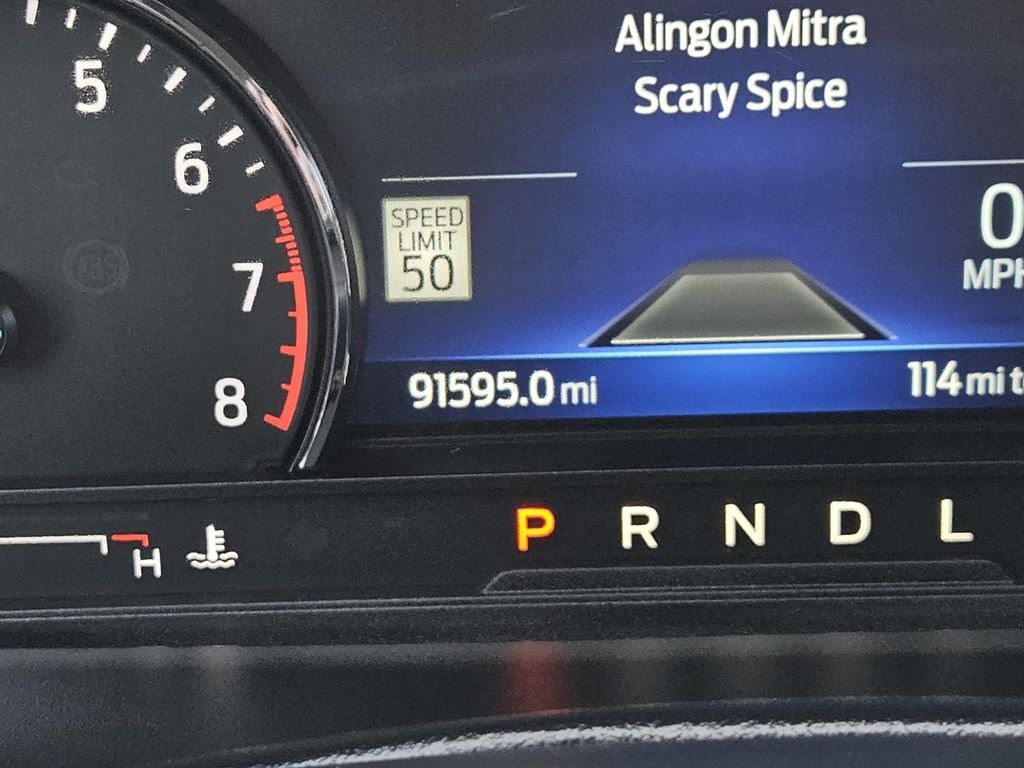 Alingon Mitra
Scary Spice
5
6
7
8
SPEED
LIMIT
50
0
MPH
91595.0 mi
114 mi t
H
P R N D L